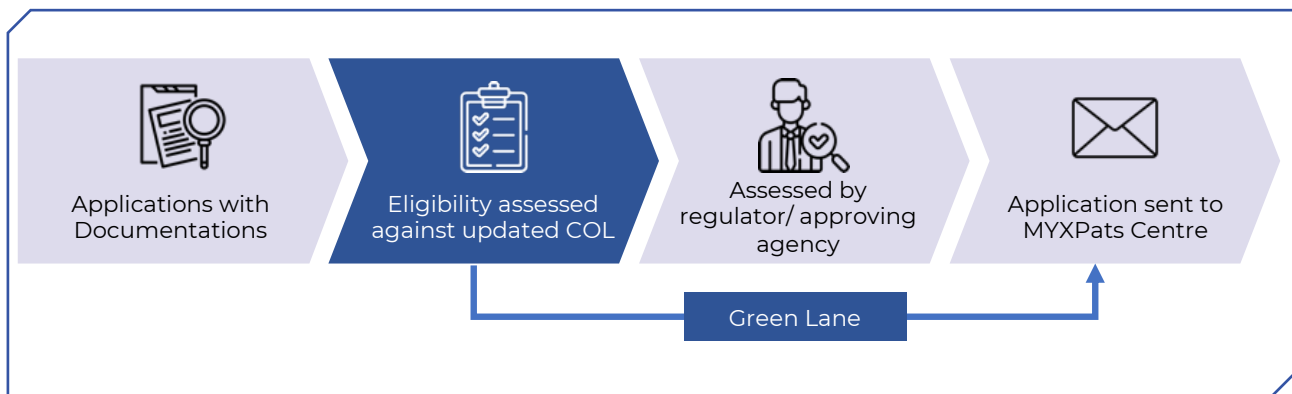 Applications with
Documentations
Eligibility assessed
against updated COL
Assessed by
regulator/ approving
agency
Application sent to
MYXPats Centre
Green Lane